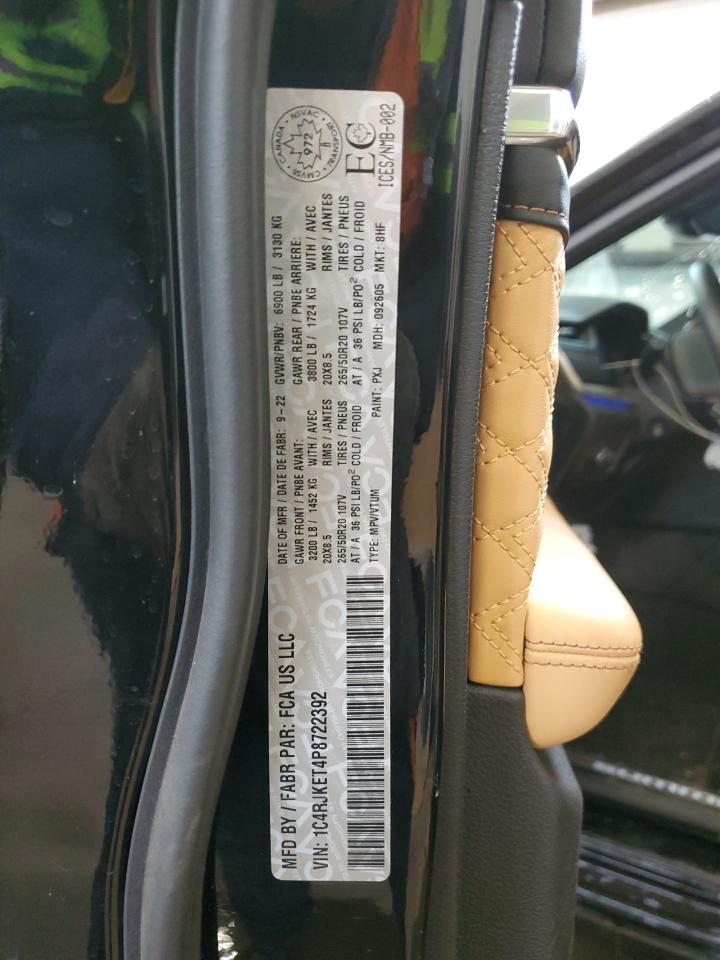 MFD BY / FABR PAR: FCA US LLC
VIN: 1C4RJKET4P8722392
DATE OF MFR / DATE DE FABR: 9-22 GVWR/PNBV: 6900 LB / 3130 KG
GAWR FRONT / PNBE AVANT: GAWR REAR / PNBE ARRIERE:
3200 LB / 1452 KG WITH / AVEC 3800 LB / 1724 KG WITH / AVEC
20X8.5 RIMS / JANTES 20X8.5 RIMS / JANTES
265/50R20 107V TIRES / PNEUS 265/50R20 107V TIRES / PNEUS
AT / A 36 PSI LB/PO² COLD / FROID AT / A 36 PSI LB/PO² COLD / FROID
TYPE: MPV/VTUM PAINT: PXJ MDH: 092605 MKT: 8HF
CANADA • NSVAC • TRANSPORT • CMVSS •
972
EC
ICES/NMB-002
FCA